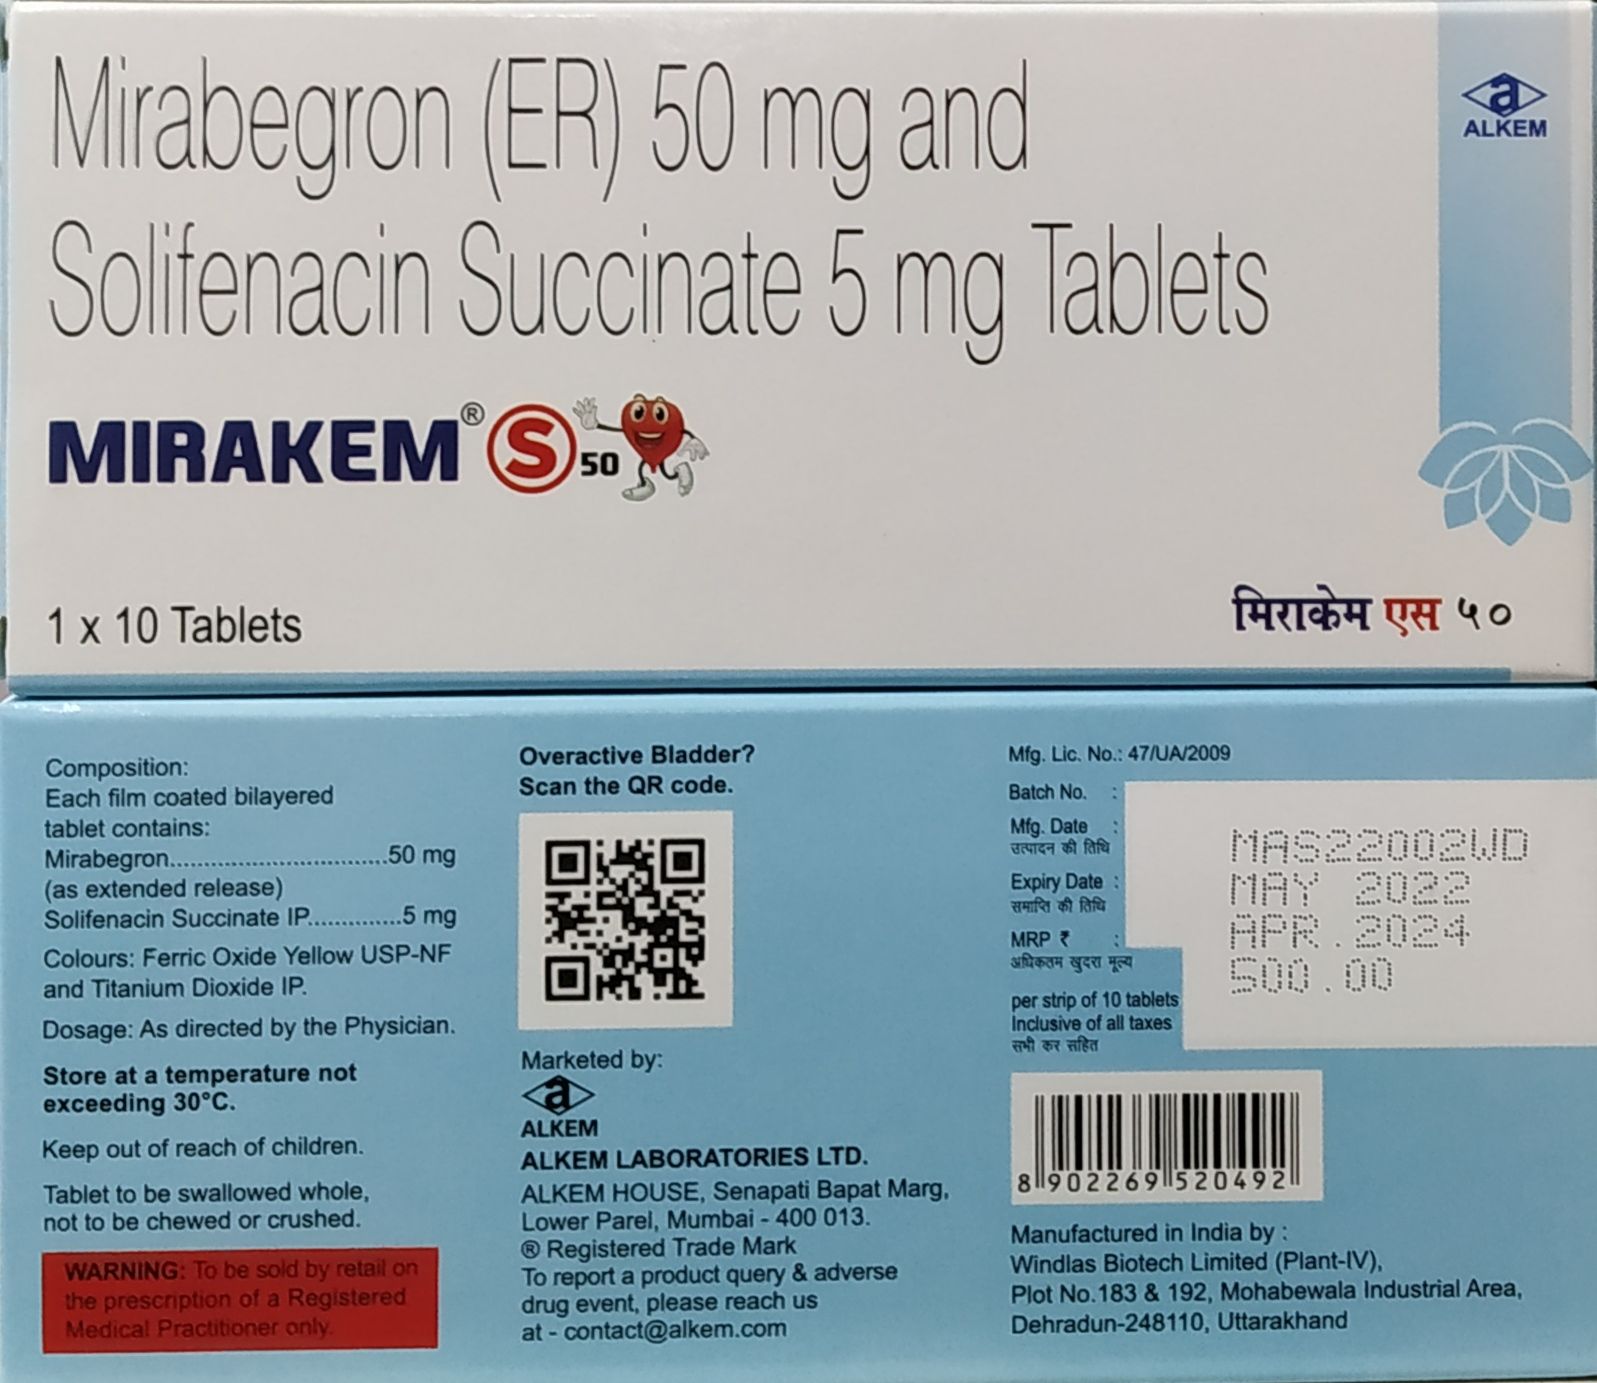 Mirabegron (ER) 50 mg and
Solifenacin Succinate 5 mg Tablets
a
ALKEM
MIRAKEM® S 50
1 x 10 Tablets
मिराकेम एस ५०
Composition:
Each film coated bilayered
tablet contains:
Mirabegron..............................50 mg
(as extended release)
Solifenacin Succinate IP.............5 mg
Colours: Ferric Oxide Yellow USP-NF
and Titanium Dioxide IP.
Dosage: As directed by the Physician.
Store at a temperature not
exceeding 30°C.
Keep out of reach of children.
Tablet to be swallowed whole,
not to be chewed or crushed.
WARNING: To be sold by retail on
the prescription of a Registered
Medical Practitioner only.
Overactive Bladder?
Scan the QR code.
Marketed by:
a
ALKEM
ALKEM LABORATORIES LTD.
ALKEM HOUSE, Senapati Bapat Marg,
Lower Parel, Mumbai - 400 013.
® Registered Trade Mark
To report a product query & adverse
drug event, please reach us
at - contact@alkem.com
Mfg. Lic. No.: 47/UA/2009
Batch No. : MAS22002WD
Mfg. Date : MAY 2022
उत्पादन की तिथि
Expiry Date : APR.2024
समाप्ति की तिथि
MRP ₹ : 500.00
अधिकतम खुदरा मूल्य
per strip of 10 tablets
Inclusive of all taxes
सभी कर सहित
8 902269 520492
Manufactured in India by :
Windlas Biotech Limited (Plant-IV),
Plot No.183 & 192, Mohabewala Industrial Area,
Dehradun-248110, Uttarakhand